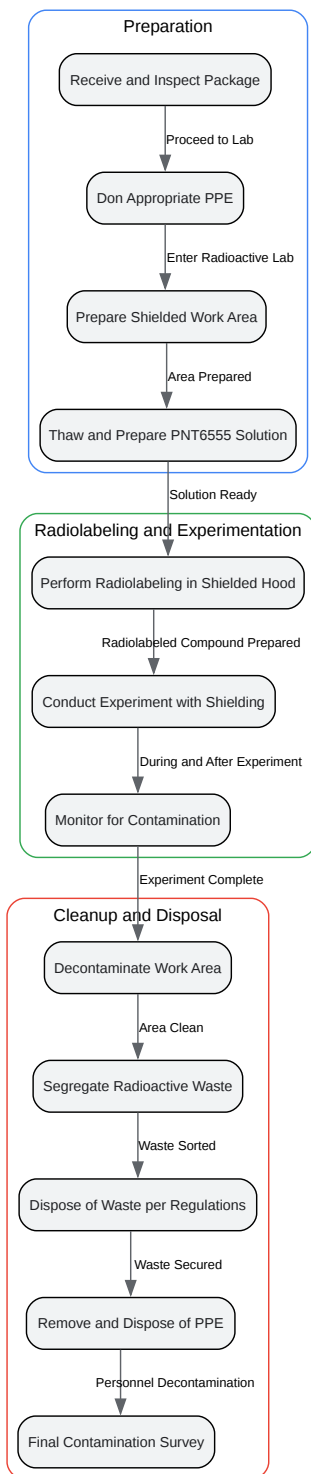 Preparation
Receive and Inspect Package
Proceed to Lab
Don Appropriate PPE
Enter Radioactive Lab
Prepare Shielded Work Area
Area Prepared
Thaw and Prepare PNT6555 Solution
Solution Ready
Radiolabeling and Experimentation
Perform Radiolabeling in Shielded Hood
Radiolabeled Compound Prepared
Conduct Experiment with Shielding
During and After Experiment
Monitor for Contamination
Experiment Complete
Cleanup and Disposal
Decontaminate Work Area
Area Clean
Segregate Radioactive Waste
Waste Sorted
Dispose of Waste per Regulations
Waste Secured
Remove and Dispose of PPE
Personnel Decontamination
Final Contamination Survey